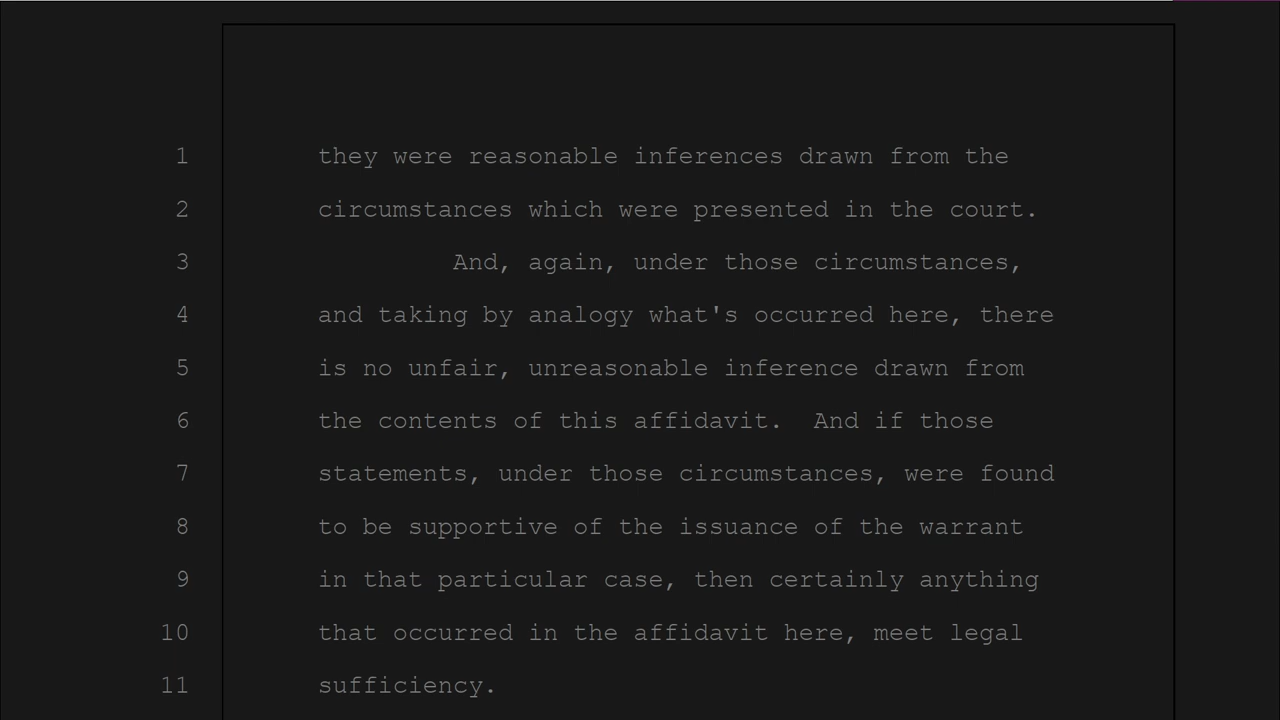 1 they were reasonable inferences drawn from the
2 circumstances which were presented in the court.
3 And, again, under those circumstances,
4 and taking by analogy what's occurred here, there
5 is no unfair, unreasonable inference drawn from
6 the contents of this affidavit.  And if those
7 statements, under those circumstances, were found
8 to be supportive of the issuance of the warrant
9 in that particular case, then certainly anything
10 that occurred in the affidavit here, meet legal
11 sufficiency.